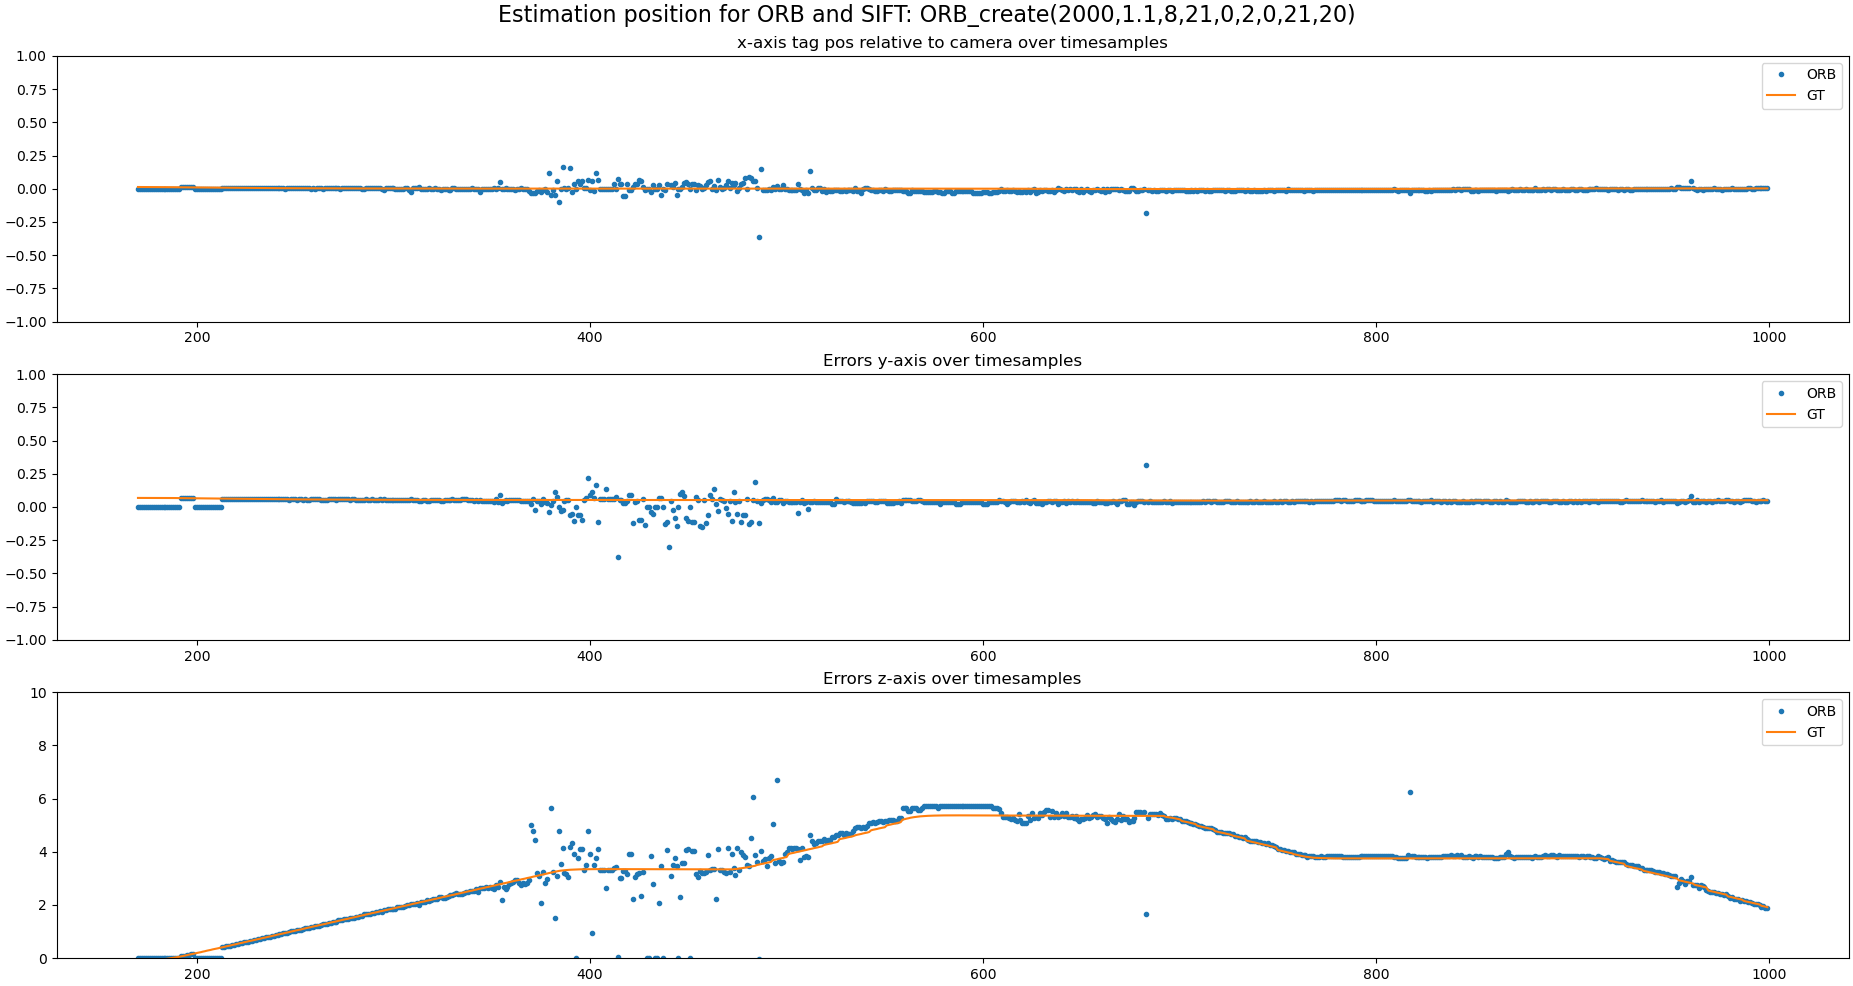 Estimation position for ORB and SIFT: ORB_create(2000,1.1,8,21,0,2,0,21,20)
x-axis tag pos relative to camera over timesamples
1.00
0.75
0.50
0.25
0.00
−0.25
−0.50
−0.75
−1.00
ORB
GT
200 400 600 800 1000
Errors y-axis over timesamples
1.00
0.75
0.50
0.25
0.00
−0.25
−0.50
−0.75
−1.00
ORB
GT
200 400 600 800 1000
Errors z-axis over timesamples
10
8
6
4
2
0
ORB
GT
200 400 600 800 1000